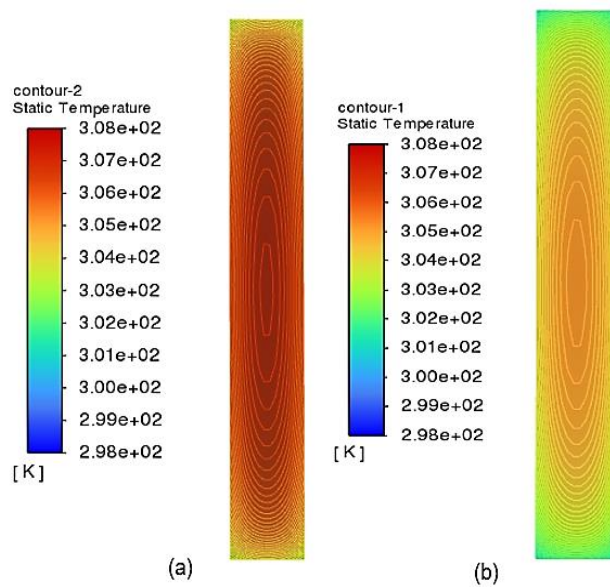 contour-2
Static Temperature
3.08e+02
3.07e+02
3.06e+02
3.05e+02
3.04e+02
3.03e+02
3.02e+02
3.01e+02
3.00e+02
2.99e+02
2.98e+02
[ K ]
(a)
contour-1
Static Temperature
3.08e+02
3.07e+02
3.06e+02
3.05e+02
3.04e+02
3.03e+02
3.02e+02
3.01e+02
3.00e+02
2.99e+02
2.98e+02
[ K ]
(b)